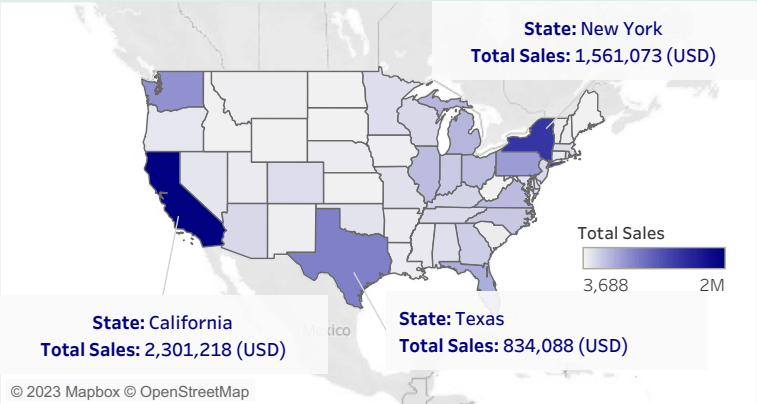 State: New York
Total Sales: 1,561,073 (USD)
Total Sales
3,688 2M
State: California
Total Sales: 2,301,218 (USD)
Mexico
State: Texas
Total Sales: 834,088 (USD)
© 2023 Mapbox © OpenStreetMap